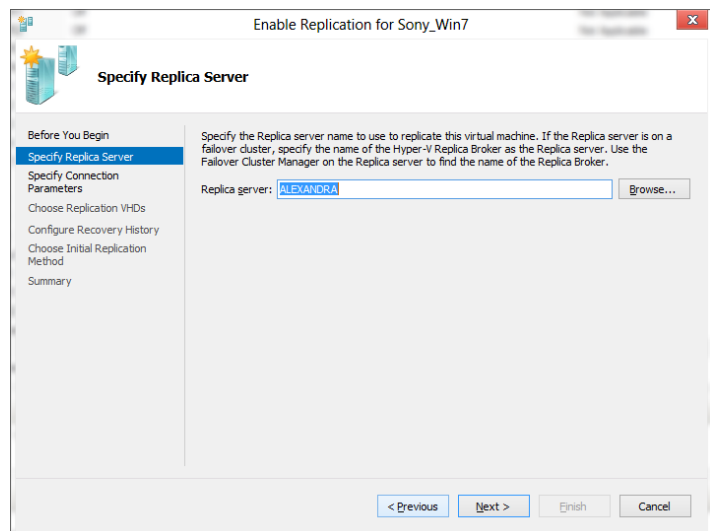 Enable Replication for Sony_Win7
x
Specify Replica Server
Before You Begin
Specify Replica Server
Specify Connection
Parameters
Choose Replication VHDs
Configure Recovery History
Choose Initial Replication
Method
Summary
Specify the Replica server name to use to replicate this virtual machine. If the Replica server is on a
failover cluster, specify the name of the Hyper-V Replica Broker as the Replica server. Use the
Failover Cluster Manager on the Replica server to find the name of the Replica Broker.
Replica server: ALEXANDRA Browse...
< Previous Next > Finish Cancel